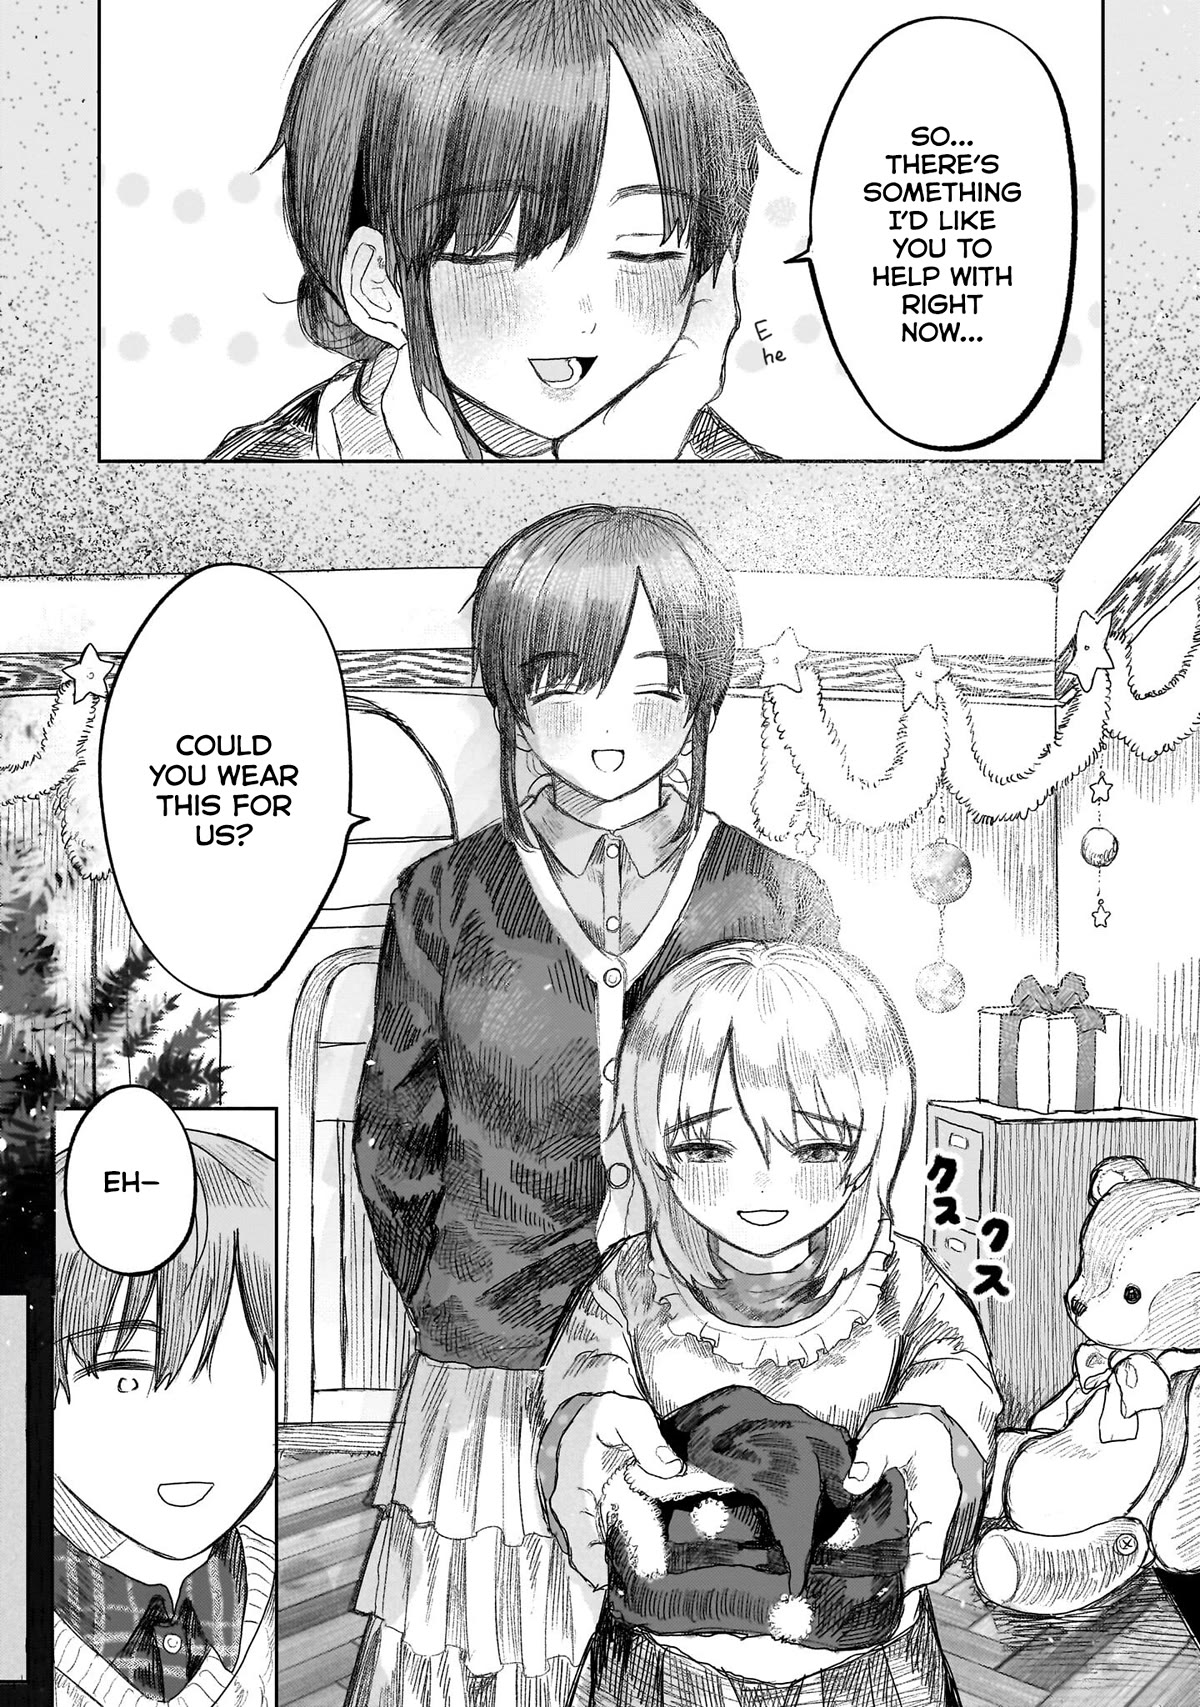 SO...
THERE'S
SOMETHING
I'D LIKE
YOU TO
HELP WITH
RIGHT
NOW...
E
he
COULD
YOU WEAR
THIS FOR
US?
クス
クス
EH–